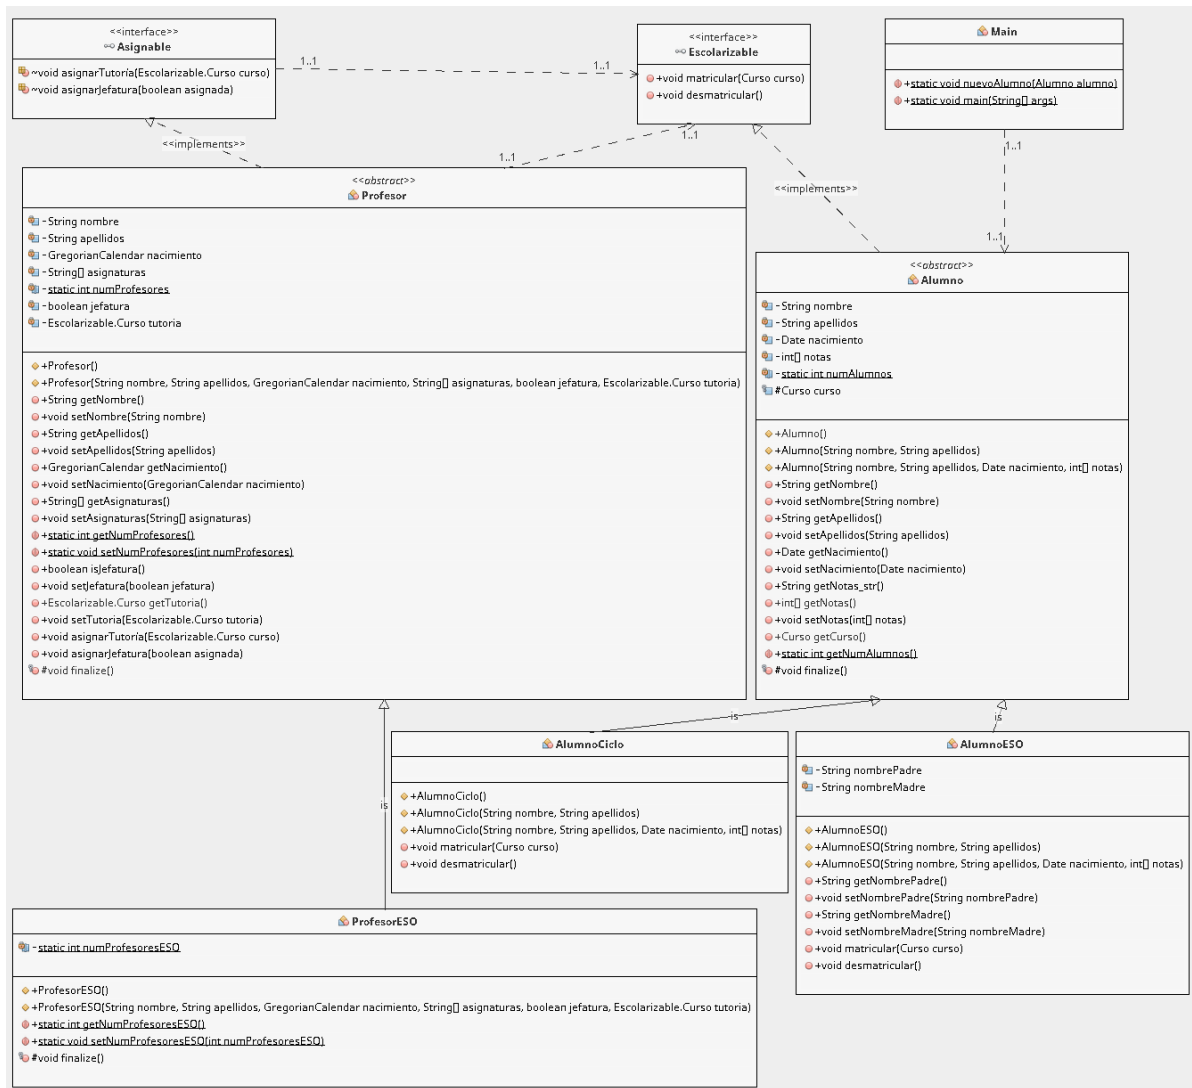 <<interface>>
Asignable
~void asignarTutoría(Escolarizable.Curso curso)
~void asignarJefatura(boolean asignada)
1..1
1..1
<<interface>>
Escolarizable
+void matricular(Curso curso)
+void desmatricular()
Main
+static void nuevoAlumno(Alumno alumno)
+static void main(String[] args)
<<implements>>
1..1
1..1
<<implements>>
1..1
1..1
<<abstract>>
Profesor
-String nombre
-String apellidos
-GregorianCalendar nacimiento
-String[] asignaturas
-static int numProfesores
-boolean jefatura
-Escolarizable.Curso tutoria
+Profesor()
+Profesor(String nombre, String apellidos, GregorianCalendar nacimiento, String[] asignaturas, boolean jefatura, Escolarizable.Curso tutoria)
+String getNombre()
+void setNombre(String nombre)
+String getApellidos()
+void setApellidos(String apellidos)
+GregorianCalendar getNacimiento()
+void setNacimiento(GregorianCalendar nacimiento)
+String[] getAsignaturas()
+void setAsignaturas(String[] asignaturas)
+static int getNumProfesores()
+static void setNumProfesores(int numProfesores)
+boolean isJefatura()
+void setJefatura(boolean jefatura)
+Escolarizable.Curso getTutoria()
+void setTutoria(Escolarizable.Curso tutoria)
+void asignarTutoría(Escolarizable.Curso curso)
+void asignarJefatura(boolean asignada)
#void finalize()
<<abstract>>
Alumno
-String nombre
-String apellidos
-Date nacimiento
-int[] notas
-static int numAlumnos
#Curso curso
+Alumno()
+Alumno(String nombre, String apellidos)
+Alumno(String nombre, String apellidos, Date nacimiento, int[] notas)
+String getNombre()
+void setNombre(String nombre)
+String getApellidos()
+void setApellidos(String apellidos)
+Date getNacimiento()
+void setNacimiento(Date nacimiento)
+String getNotas_str()
+int[] getNotas()
+void setNotas(int[] notas)
+Curso getCurso()
+static int getNumAlumnos()
#void finalize()
is
is
is
AlumnoCiclo
+AlumnoCiclo()
+AlumnoCiclo(String nombre, String apellidos)
+AlumnoCiclo(String nombre, String apellidos, Date nacimiento, int[] notas)
+void matricular(Curso curso)
+void desmatricular()
AlumnoESO
-String nombrePadre
-String nombreMadre
+AlumnoESO()
+AlumnoESO(String nombre, String apellidos)
+AlumnoESO(String nombre, String apellidos, Date nacimiento, int[] notas)
+String getNombrePadre()
+void setNombrePadre(String nombrePadre)
+String getNombreMadre()
+void setNombreMadre(String nombreMadre)
+void matricular(Curso curso)
+void desmatricular()
ProfesorESO
-static int numProfesoresESO
+ProfesorESO()
+ProfesorESO(String nombre, String apellidos, GregorianCalendar nacimiento, String[] asignaturas, boolean jefatura, Escolarizable.Curso tutoria)
+static int getNumProfesoresESO()
+static void setNumProfesoresESO(int numProfesoresESO)
#void finalize()